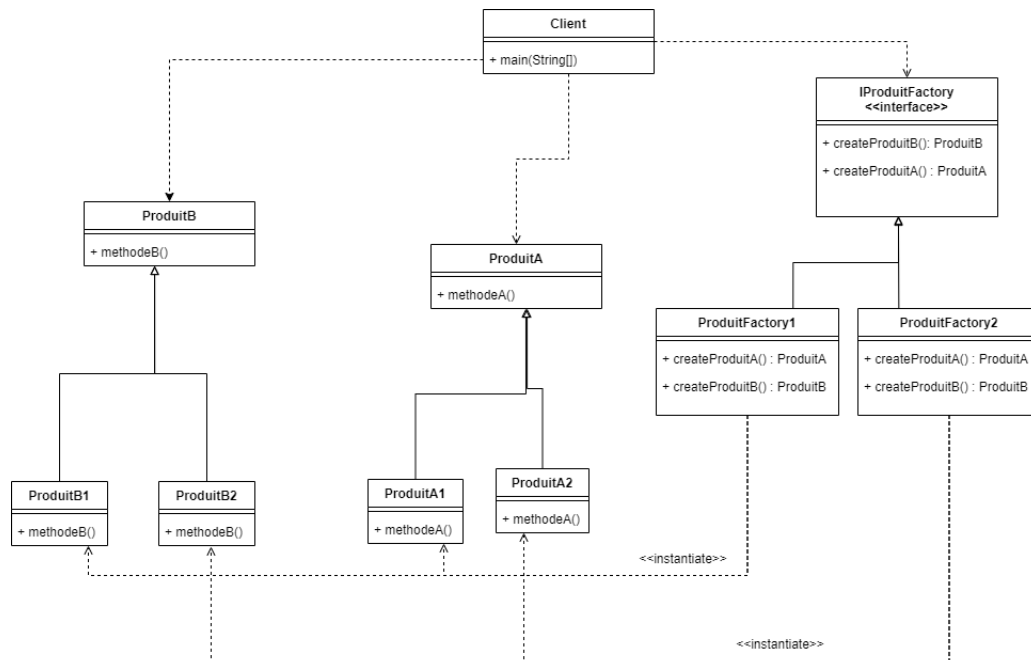 Client
+ main(String[])
IProduitFactory
<<interface>>
+ createProduitB(): ProduitB
+ createProduitA() : ProduitA
ProduitB
+ methodeB()
ProduitA
+ methodeA()
ProduitFactory1
+ createProduitA() : ProduitA
+ createProduitB() : ProduitB
ProduitFactory2
+ createProduitA() : ProduitA
+ createProduitB() : ProduitB
ProduitB1
+ methodeB()
ProduitB2
+ methodeB()
ProduitA1
+ methodeA()
ProduitA2
+ methodeA()
<<instantiate>>
<<instantiate>>